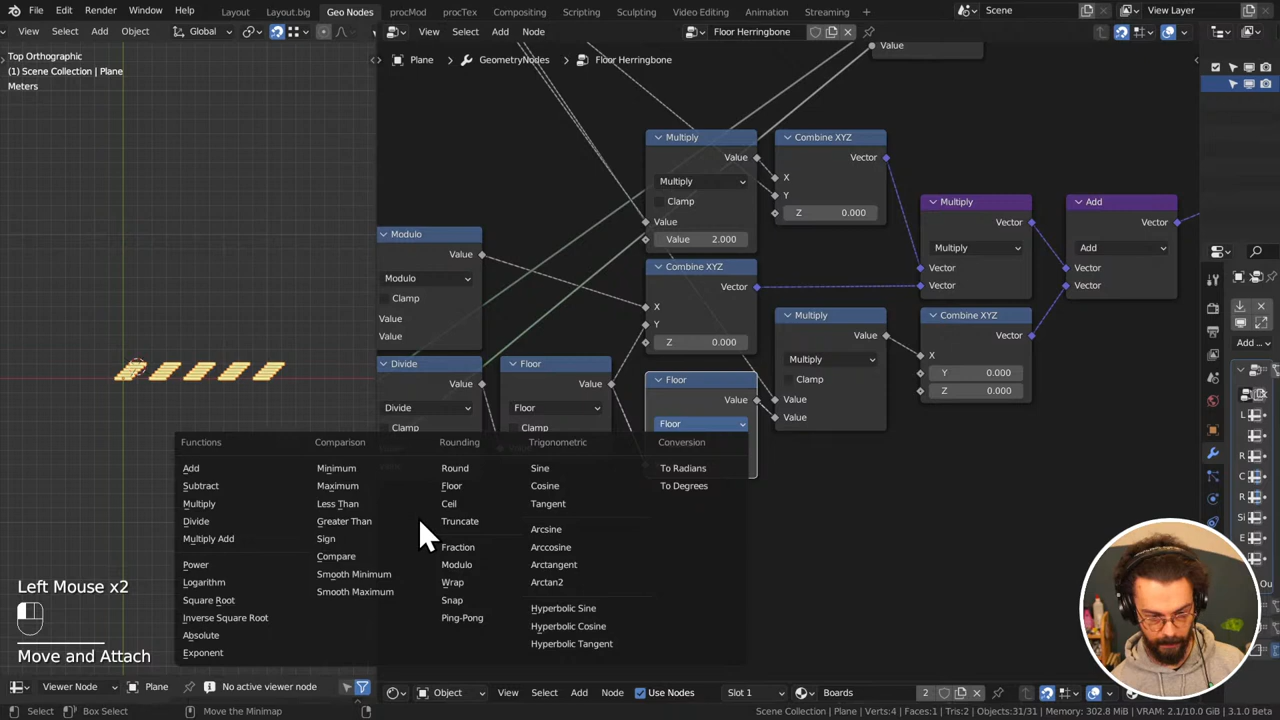 File Edit Render Window Help Layout Layout.big Geo Nodes procMod procTex Compositing Scripting Sculpting Video Editing Animation Streaming Scene View Layer
View Select Add Object Global View Select Add Node Floor Herringbone
Top Orthographic
(1) Scene Collection | Plane
Meters
Plane GeometryNodes Floor Herringbone
Value
Multiply
Value
Multiply
Clamp
Value
Value 2.000
Combine XYZ
Vector
X
Y
Z 0.000
Multiply
Vector
Multiply
Vector
Vector
Add
Vector
Add
Vector
Vector
Modulo
Value
Modulo
Clamp
Value
Value
Combine XYZ
Vector
X
Y
Z 0.000
Multiply
Value
Multiply
Clamp
Value
Value
Combine XYZ
Vector
X
Y 0.000
Z 0.000
Divide
Value
Divide
Clamp
Floor
Value
Floor
Clamp
Floor
Value
Floor
Functions
Add
Subtract
Multiply
Divide
Multiply Add
Power
Logarithm
Square Root
Inverse Square Root
Absolute
Exponent
Comparison
Minimum
Maximum
Less Than
Greater Than
Sign
Compare
Smooth Minimum
Smooth Maximum
Rounding
Round
Floor
Ceil
Truncate
Fraction
Modulo
Wrap
Snap
Ping-Pong
Trigonometric
Sine
Cosine
Tangent
Arcsine
Arccosine
Arctangent
Arctan2
Hyperbolic Sine
Hyperbolic Cosine
Hyperbolic Tangent
Conversion
To Radians
To Degrees
Left Mouse x2
Move and Attach
Viewer Node Plane No active viewer node Object View Select Add Node Use Nodes Slot 1 Boards 2
Select Box Select Move the Minimap Scene Collection | Plane | Verts:4 | Faces:1 | Tris:2 | Objects:31/31 | Memory: 302.8 MiB | VRAM: 2.1/10.0 GiB | 3.1.0 Beta